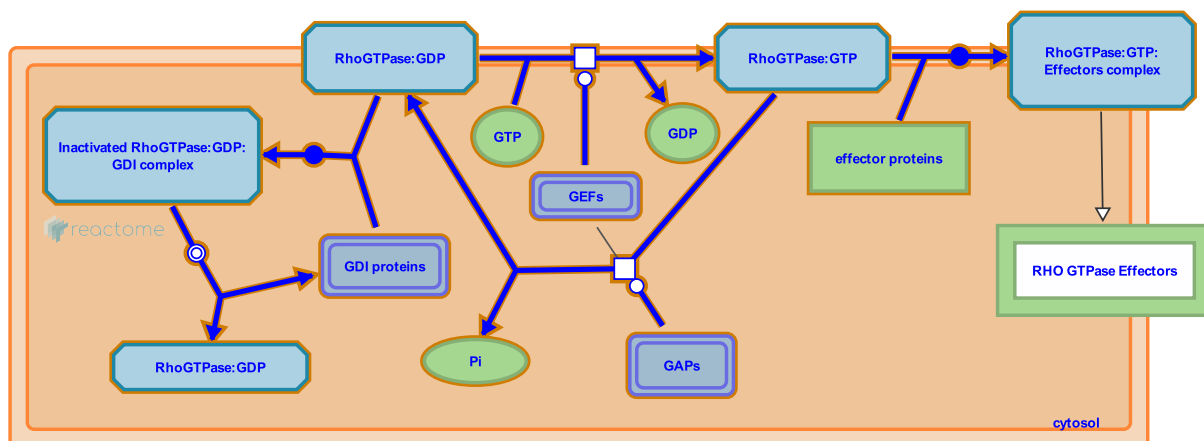 RhoGTPase:GDP
RhoGTPase:GTP
RhoGTPase:GTP:
Effectors complex
GTP
GDP
Inactivated RhoGTPase:GDP:
GDI complex
effector proteins
GEFs
reactome
GDI proteins
RHO GTPase Effectors
RhoGTPase:GDP
Pi
GAPs
cytosol